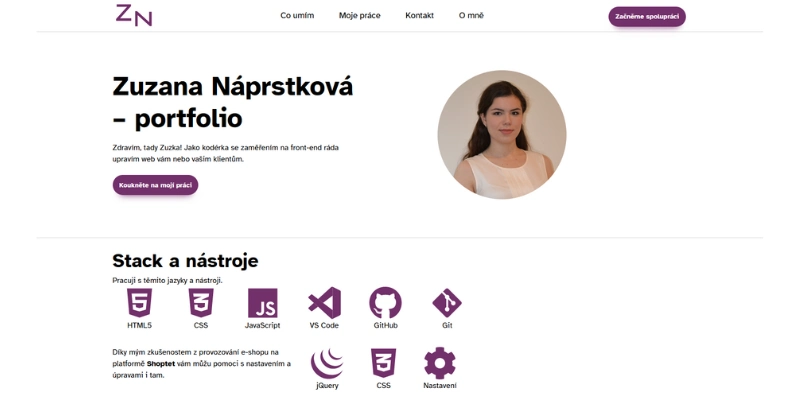 ZN
Co umím Moje práce Kontakt O mně Začněme spolupráci
Zuzana Náprstková
– portfolio
Zdravím, tady Zuzka! Jako kodérka se zaměřením na front-end ráda
upravím web vám nebo vašim klientům.
Koukněte na moji práci
Stack a nástroje
Pracuji s těmito jazyky a nástroji.
JS
HTML5 CSS JavaScript VS Code GitHub Git
Díky mým zkušenostem z provozování e-shopu na
platformě Shoptet vám můžu pomoci s nastavením a
úpravami i tam.
jQuery CSS Nastavení